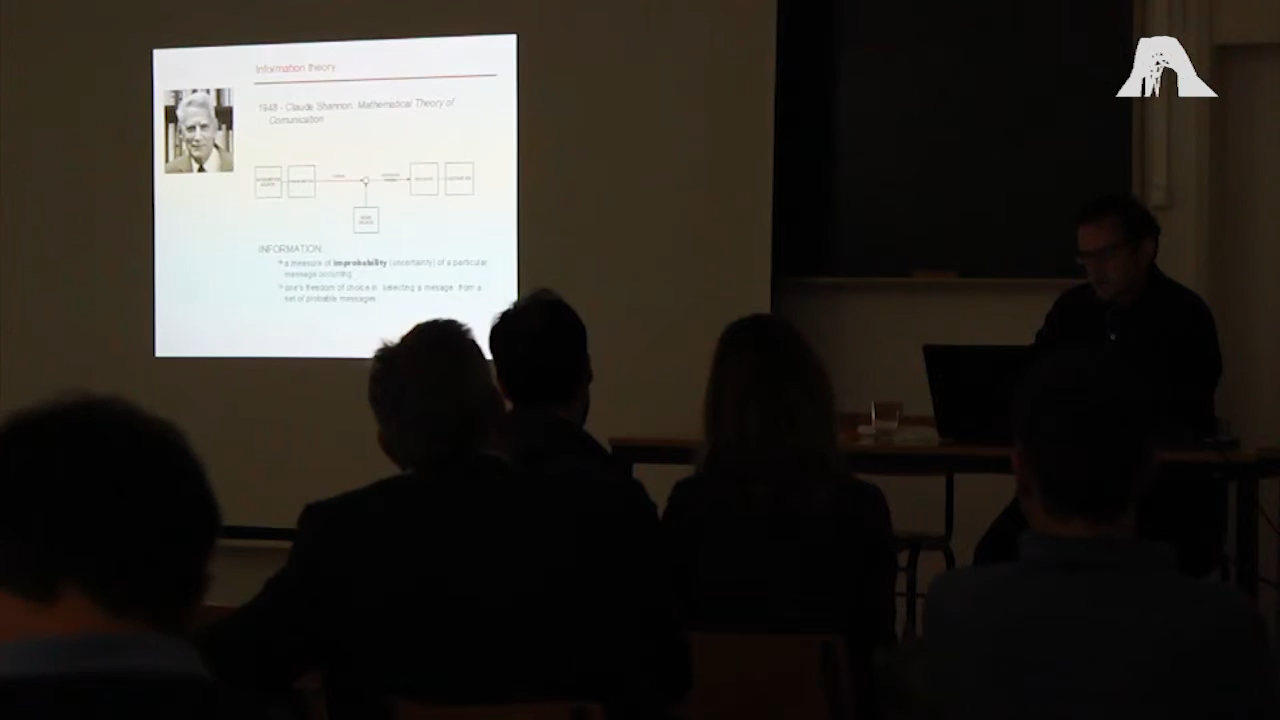 Information theory
1948 - Claude Shannon. Mathematical Theory of
Comunication
INFORMATION:
a measure of improbability (uncertainty) of a particular
message occurring
one's freedom of choice in selecting a message from a
set of probable messages